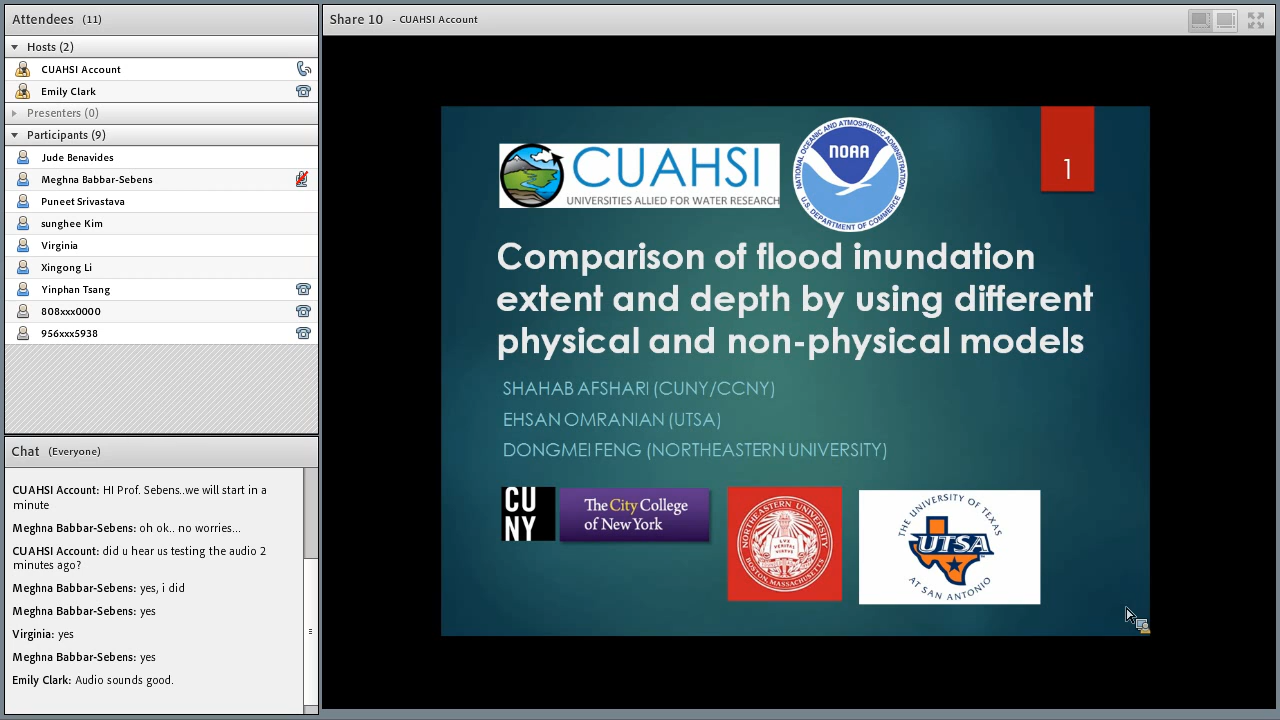 Attendees (11)
Hosts (2)
CUAHSI Account
Emily Clark
Presenters (0)
Participants (9)
Jude Benavides
Meghna Babbar-Sebens
Puneet Srivastava
sunghee Kim
Virginia
Xingong Li
Yinphan Tsang
808xxx0000
956xxx5938
Chat (Everyone)
CUAHSI Account: HI Prof. Sebens..we will start in a
minute
Meghna Babbar-Sebens: oh ok.. no worries...
CUAHSI Account: did u hear us testing the audio 2
minutes ago?
Meghna Babbar-Sebens: yes, i did
Meghna Babbar-Sebens: yes
Virginia: yes
Meghna Babbar-Sebens: yes
Emily Clark: Audio sounds good.
Share 10 - CUAHSI Account
CUAHSI
UNIVERSITIES ALLIED FOR WATER RESEARCH
NATIONAL OCEANIC AND ATMOSPHERIC ADMINISTRATION
NOAA
U.S. DEPARTMENT OF COMMERCE
1
Comparison of flood inundation
extent and depth by using different
physical and non-physical models
SHAHAB AFSHARI (CUNY/CCNY)
EHSAN OMRANIAN (UTSA)
DONGMEI FENG (NORTHEASTERN UNIVERSITY)
CU
NY
The City College
of New York
NORTHEASTERN UNIVERSITY
LUX
VERITAS
VIRTUS
BOSTON, MASSACHUSETTS
THE UNIVERSITY OF TEXAS
UTSA
AT SAN ANTONIO